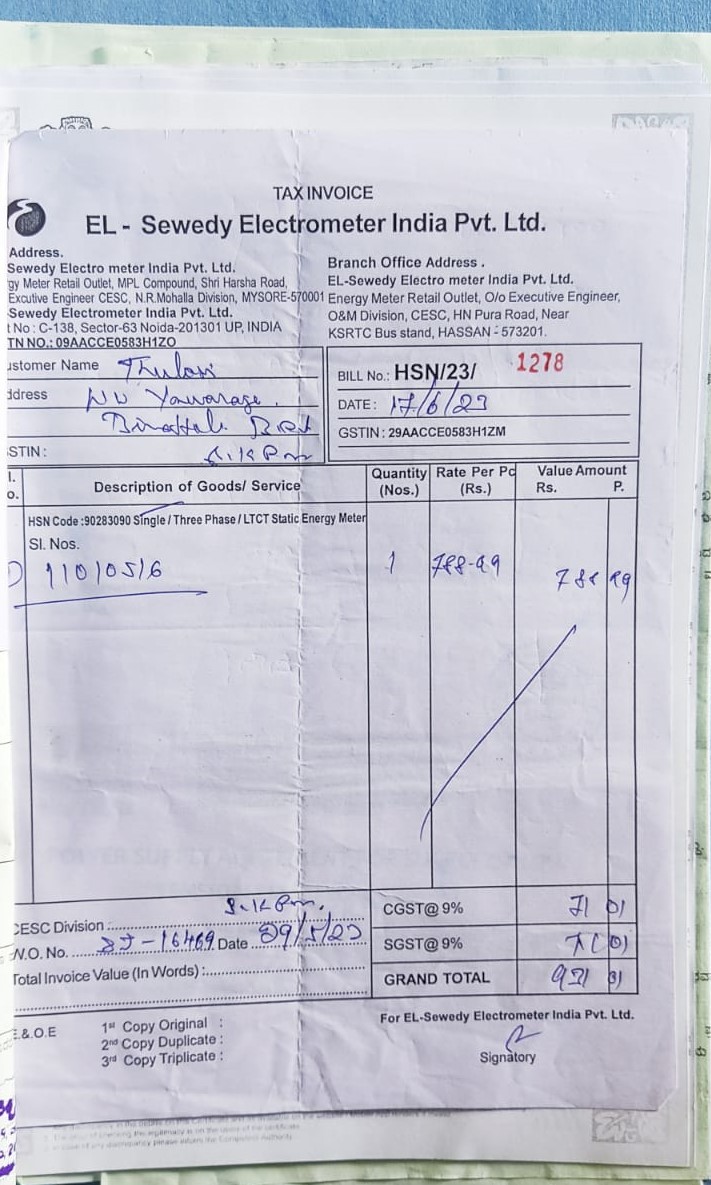 TAX INVOICE
EL - Sewedy Electrometer India Pvt. Ltd.
Address.
Sewedy Electro meter India Pvt. Ltd.
gy Meter Retail Outlet, MPL Compound, Shri Harsha Road,
Excutive Engineer CESC, N.R.Mohalla Division, MYSORE-570001
Sewedy Electrometer India Pvt. Ltd.
t No : C-138, Sector-63 Noida-201301 UP, INDIA
TN NO.: 09AACCE0583H1ZO
Branch Office Address .
EL-Sewedy Electro meter India Pvt. Ltd.
Energy Meter Retail Outlet, O/o Executive Engineer,
O&M Division, CESC, HN Pura Road, Near
KSRTC Bus stand, HASSAN - 573201.
ustomer Name Thulasi
ddress
STIN :
BILL No.: HSN/23/ 1278
DATE : 17/6/23
GSTIN : 29AACCE0583H1ZM
l.
o.
Description of Goods/ Service
Quantity
(Nos.)
Rate Per Pc
(Rs.)
Value Amount
Rs. P.
HSN Code :90283090 Single / Three Phase / LTCT Static Energy Meter
Sl. Nos.
11010516 1
CESC Division :
W.O. No. Date
Total Invoice Value (In Words) :
CGST@ 9% 71 01
SGST@ 9% 71 01
GRAND TOTAL 931 31
E.&.O.E
1st Copy Original :
2nd Copy Duplicate :
3rd Copy Triplicate :
For EL-Sewedy Electrometer India Pvt. Ltd.
Signatory